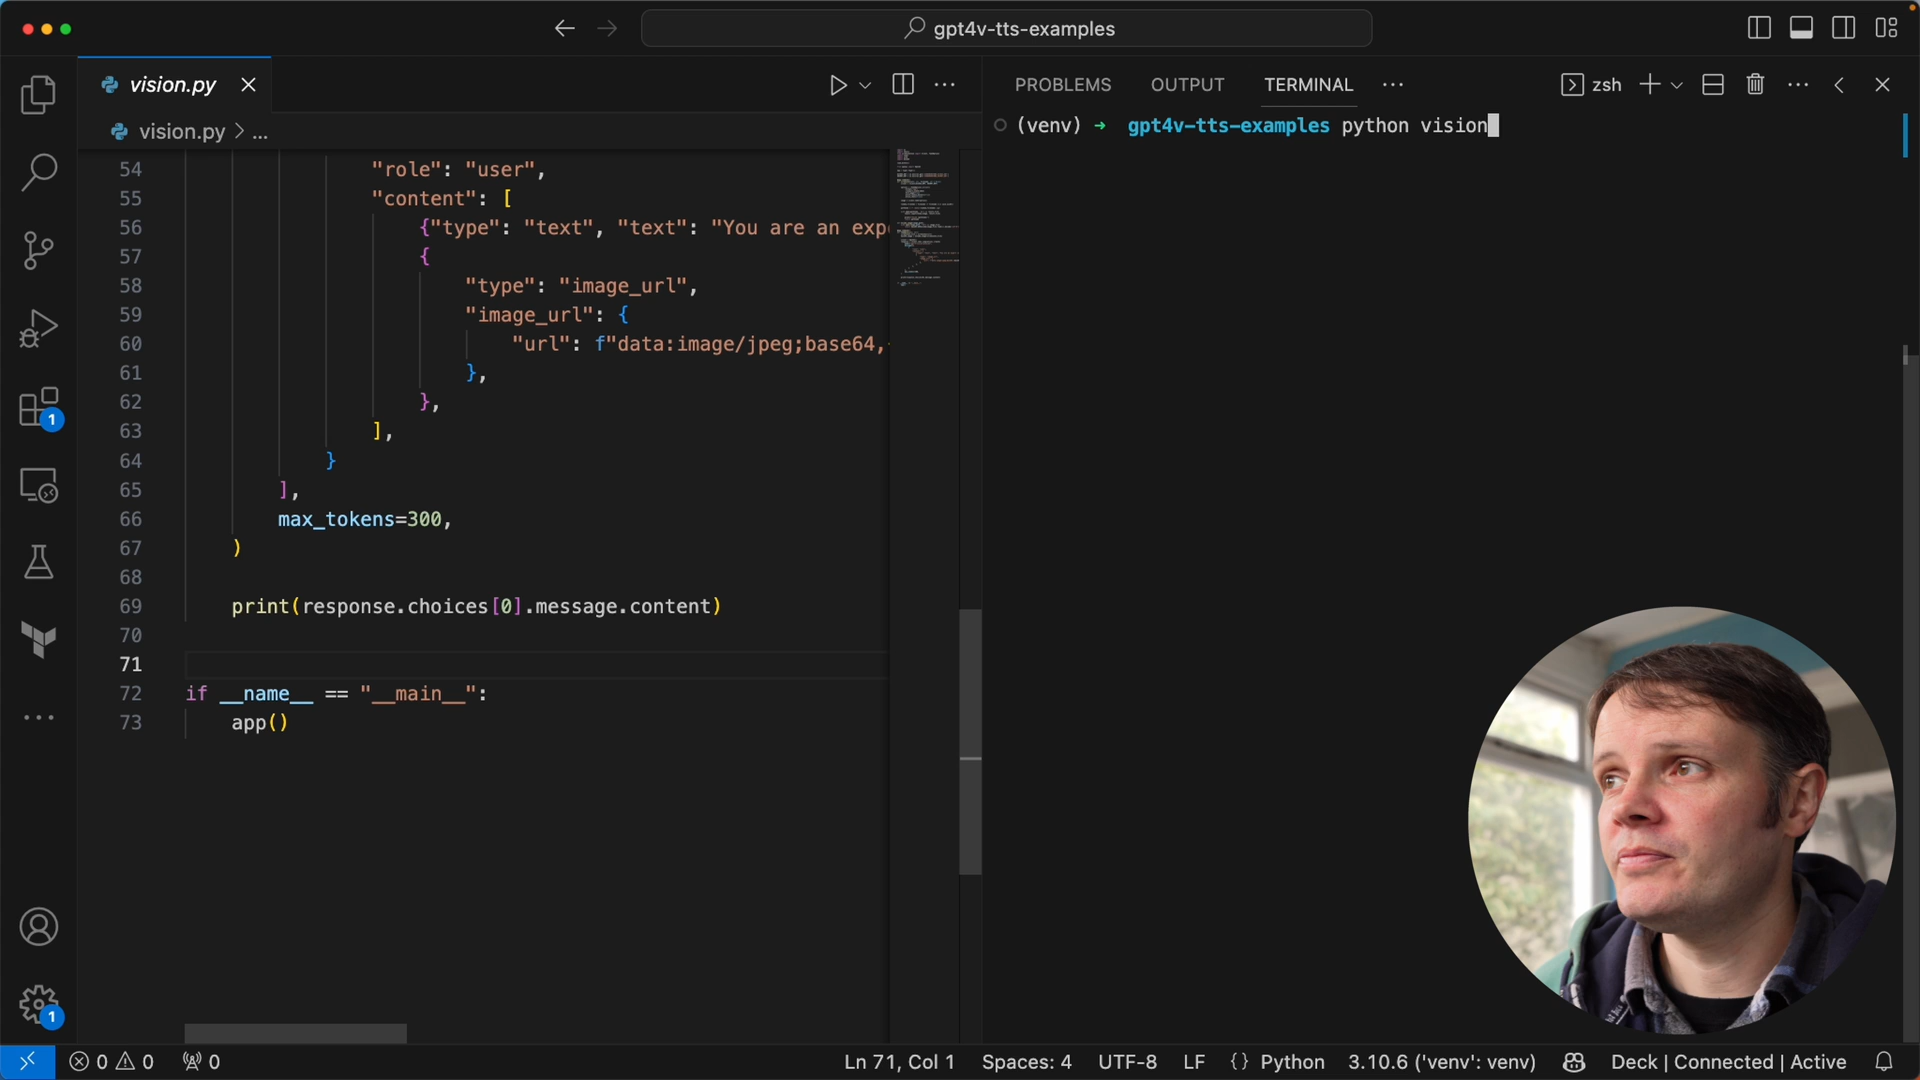 gpt4v-tts-examples
vision.py
PROBLEMS OUTPUT TERMINAL ··· zsh
vision.py > ...
(venv) → gpt4v-tts-examples python vision
54 "role": "user",
55 "content": [
56 {"type": "text", "text": "You are an exp
57 {
58 "type": "image_url",
59 "image_url": {
60 "url": f"data:image/jpeg;base64,
61 },
62 },
63 ],
64 }
65 ],
66 max_tokens=300,
67 )
68
69 print(response.choices[0].message.content)
70
71
72 if __name__ == "__main__":
73 app()
1
1
0 0 0 Ln 71, Col 1 Spaces: 4 UTF-8 LF {} Python 3.10.6 ('venv': venv) Deck | Connected | Active